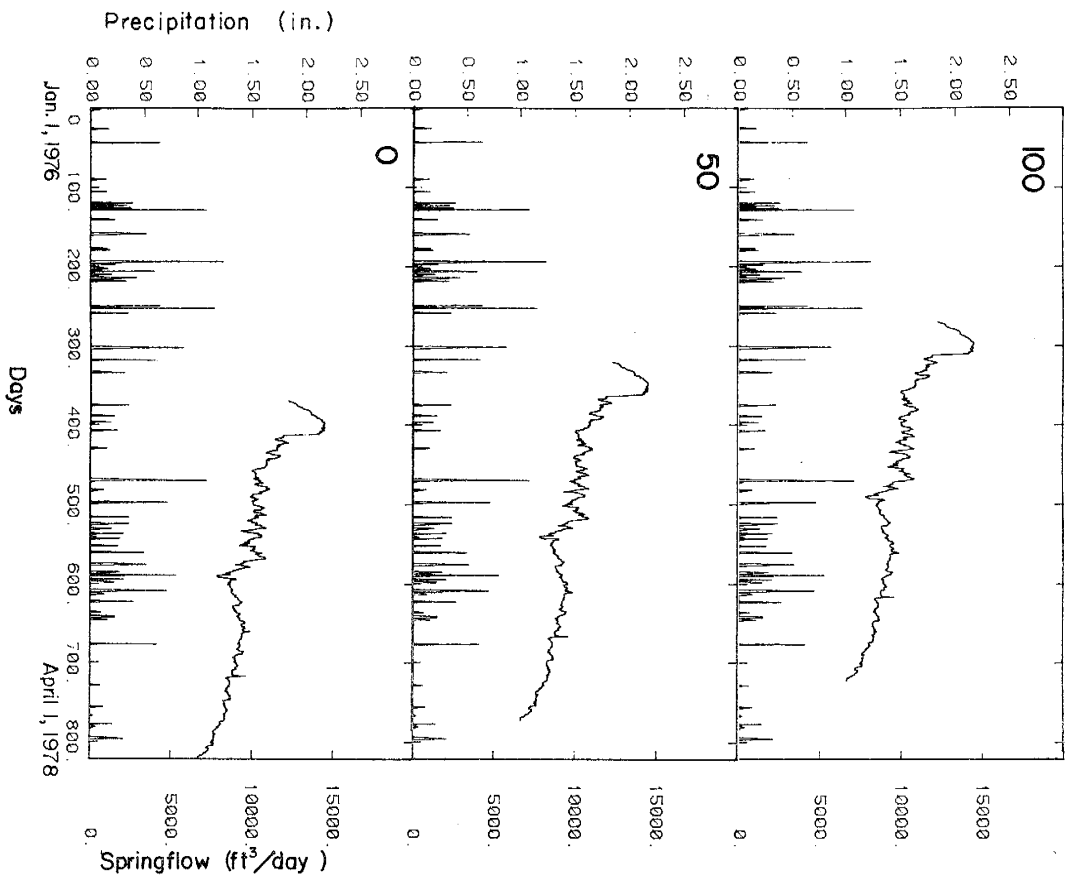 Precipitation (in.)
0.00 0.50 1.00 1.50 2.00 2.50
0.00 0.50 1.00 1.50 2.00 2.50
0.00 0.50 1.00 1.50 2.00 2.50
100
50
0
0 100. 200. 300. 400. 500. 600. 700. 800.
Jan. 1, 1976
Days
April 1, 1978
0. 5000. 10000. 15000.
0. 5000. 10000. 15000.
0. 5000. 10000. 15000.
Springflow (ft³/day)